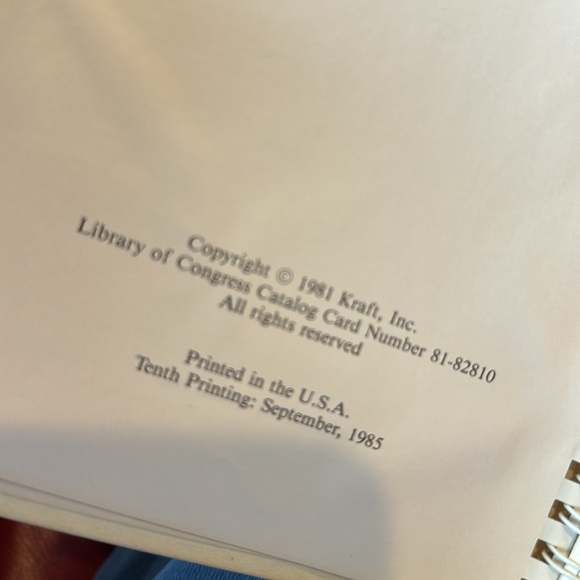 Copyright © 1981 Kraft, Inc.
Library of Congress Catalog Card Number 81-82810
All rights reserved
Printed in the U.S.A.
Tenth Printing: September, 1985